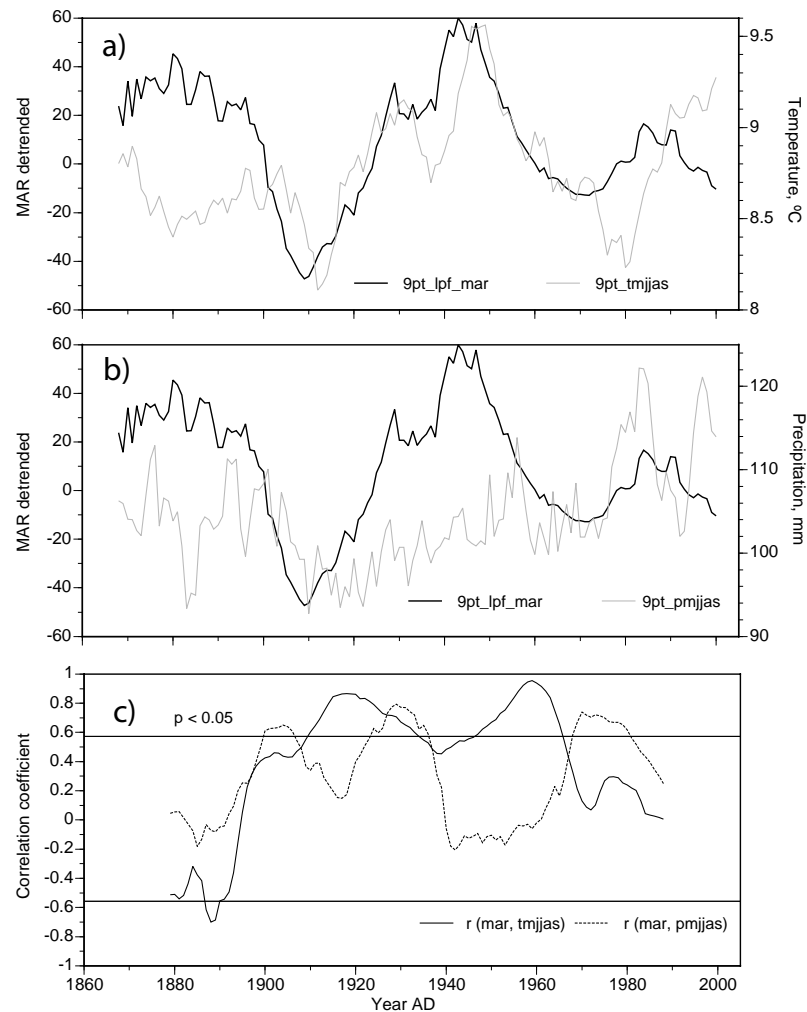 a)
60
40
20
0
-20
-40
-60
MAR detrended
9.5
9
8.5
8
Temperature, ºC
9pt_lpf_mar
9pt_tmjjas
b)
60
40
20
0
-20
-40
-60
MAR detrended
120
110
100
90
Precipitation, mm
9pt_lpf_mar
9pt_pmjjas
c)
p < 0.05
1
0.8
0.6
0.4
0.2
0
-0.2
-0.4
-0.6
-0.8
-1
Correlation coefficient
r (mar, tmjjas)
r (mar, pmjjas)
1860
1880
1900
1920
1940
1960
1980
2000
Year AD